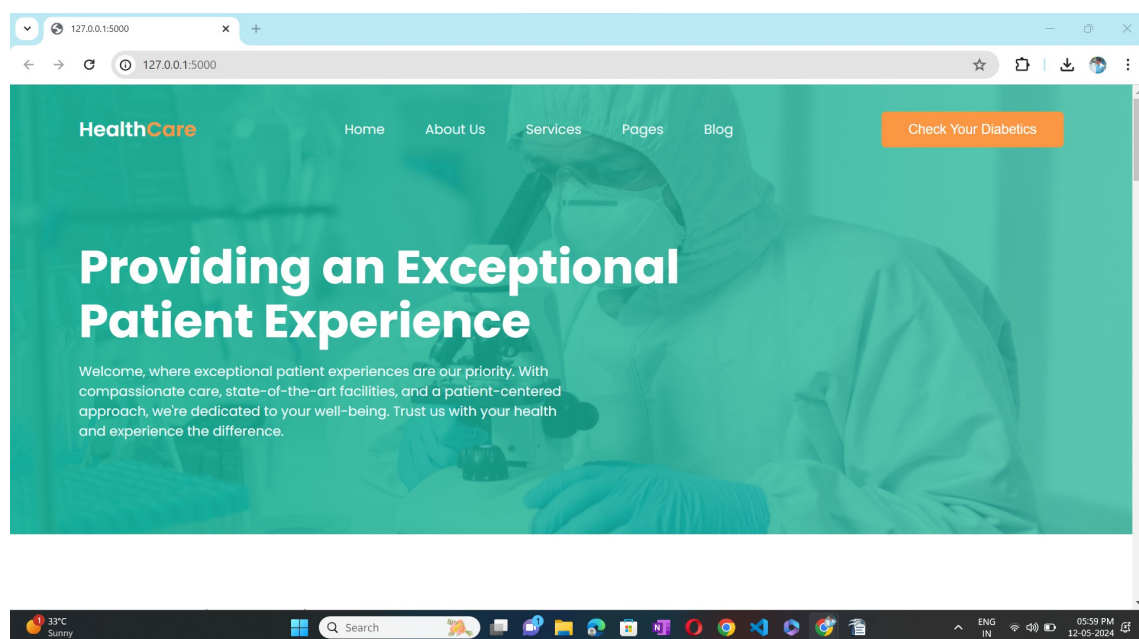 127.0.0.1:5000
127.0.0.1:5000
HealthCare Home About Us Services Pages Blog Check Your Diabetics
Providing an Exceptional
Patient Experience
Welcome, where exceptional patient experiences are our priority. With
compassionate care, state-of-the-art facilities, and a patient-centered
approach, we're dedicated to your well-being. Trust us with your health
and experience the difference.
1 33°C
Sunny
Search
ENG
IN
05:59 PM
12-05-2024